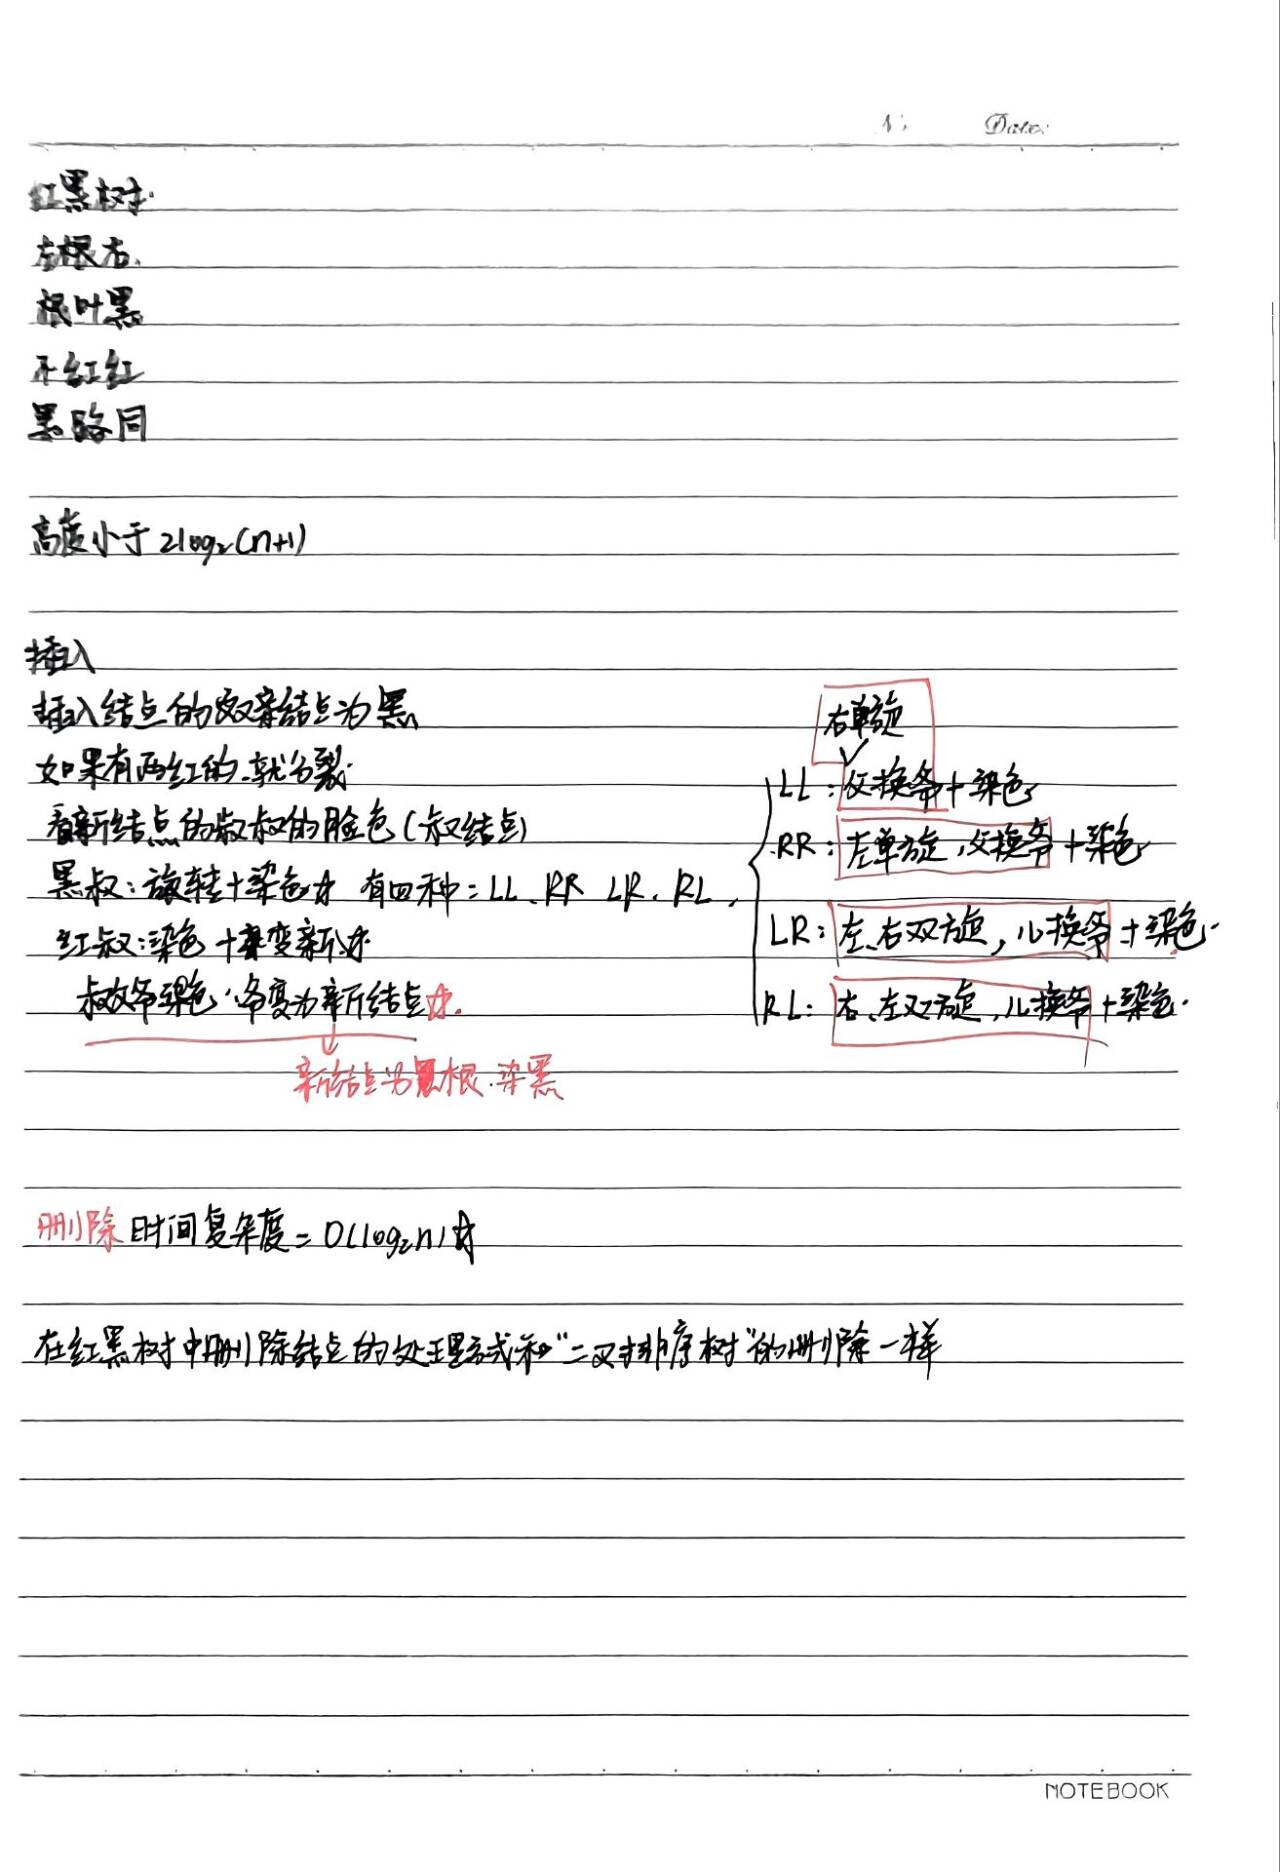 Date:
红黑树
左根右
根叶黑
不红红
黑路同
高度小于 2log₂(n+1)
插入
插入结点的双亲结点为黑
如果有两红的.就分裂
看新结点的叔叔的脸色(叔结点)
黑叔:旋转+染色☆ 有四种:LL、RR LR、RL,
红叔:染色+变新☆
叔父爷染色,爷变为新结点☆.
新结点为根.染黑
右单旋
LL:父换爷+染色
RR:左单旋,父换爷+染色
LR:左、右双旋,儿换爷+染色.
RL:右、左双旋,儿换爷+染色.
删除 时间复杂度=O(log₂n)☆
在红黑树中删除结点的处理方式和“二叉排序树”的删除一样
NOTEBOOK